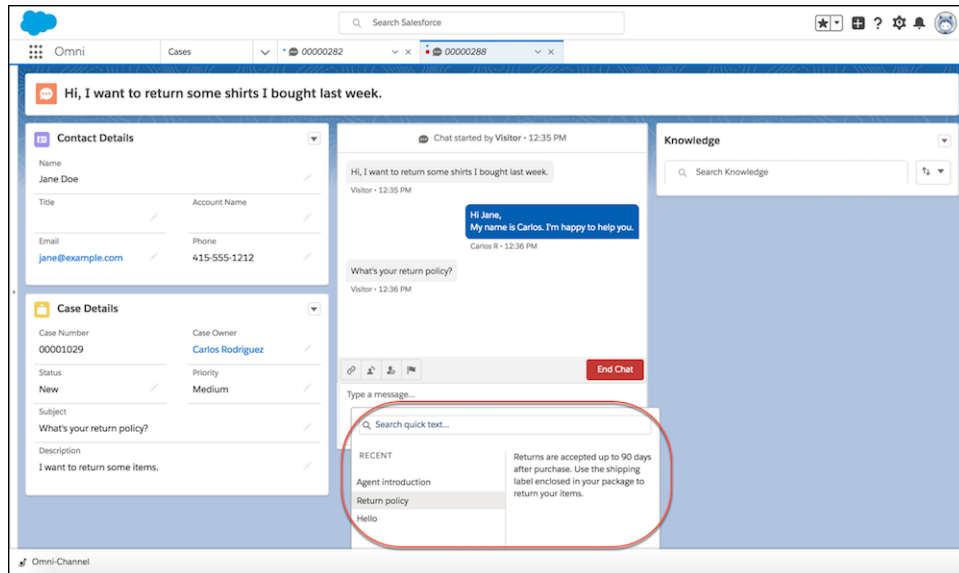 Search Salesforce
Omni
Cases
00000282
00000288
Hi, I want to return some shirts I bought last week.
Contact Details
Name
Jane Doe
Title
Account Name
Email
Phone
jane@example.com
415-555-1212
Case Details
Case Number
Case Owner
00001029
Carlos Rodriguez
Status
Priority
New
Medium
Subject
What's your return policy?
Description
I want to return some items.
Chat started by Visitor • 12:35 PM
Hi, I want to return some shirts I bought last week.
Visitor • 12:35 PM
Hi Jane,
My name is Carlos. I'm happy to help you.
Carlos R • 12:36 PM
What's your return policy?
Visitor • 12:36 PM
End Chat
Type a message...
Search quick text...
RECENT
Agent introduction
Return policy
Hello
Returns are accepted up to 90 days
after purchase. Use the shipping
label enclosed in your package to
return your items.
Knowledge
Search Knowledge
Omni-Channel